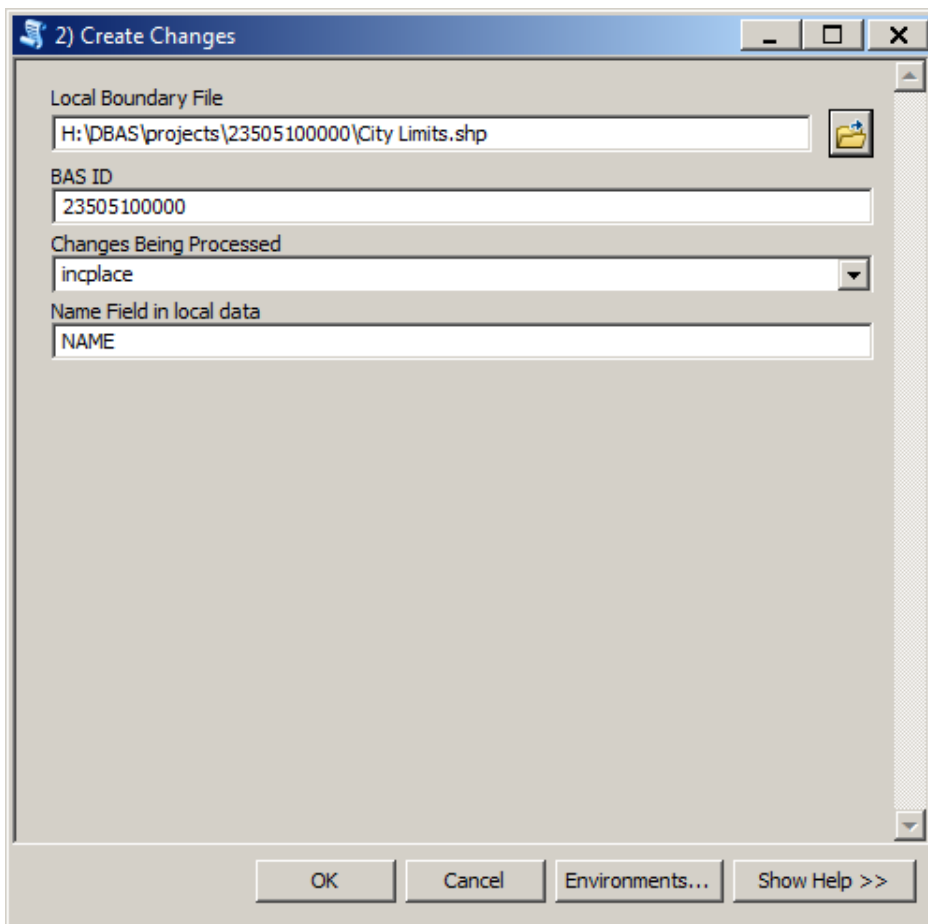 2) Create Changes
Local Boundary File
H:\DBAS\projects\23505100000\City Limits.shp
BAS ID
23505100000
Changes Being Processed
incplace
Name Field in local data
NAME
OK Cancel Environments... Show Help >>